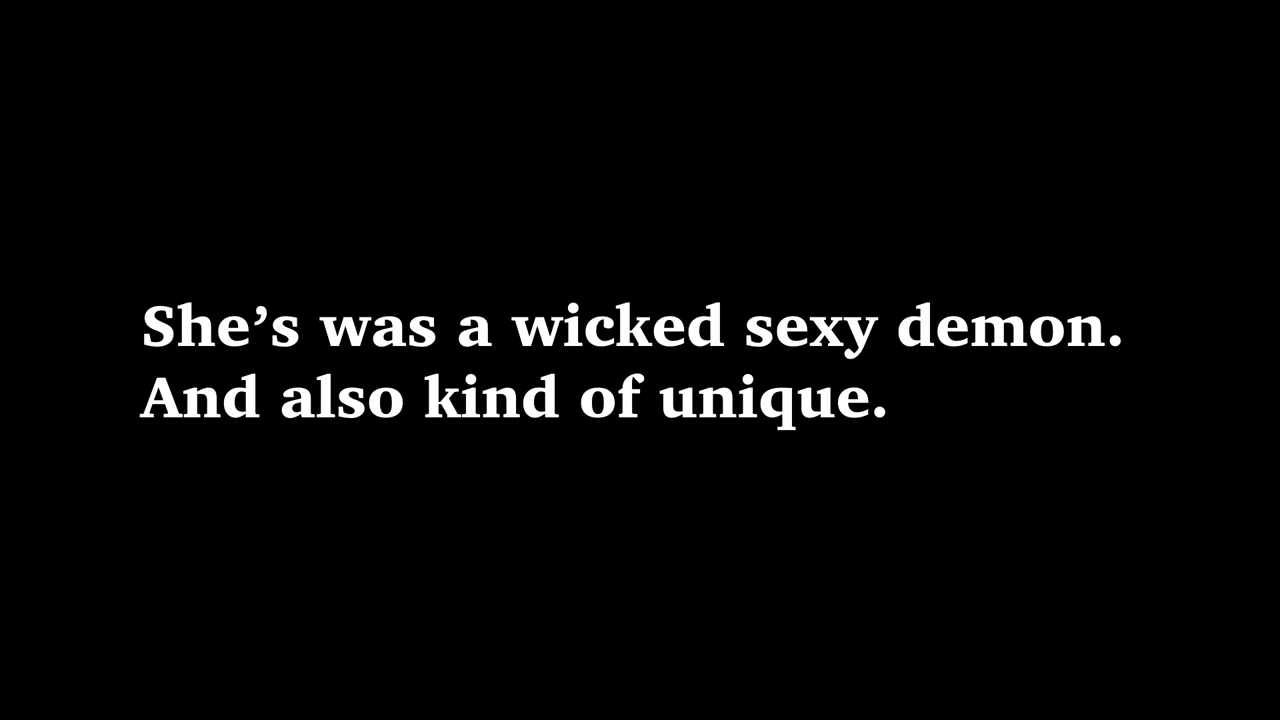 She’s was a wicked sexy demon.
And also kind of unique.